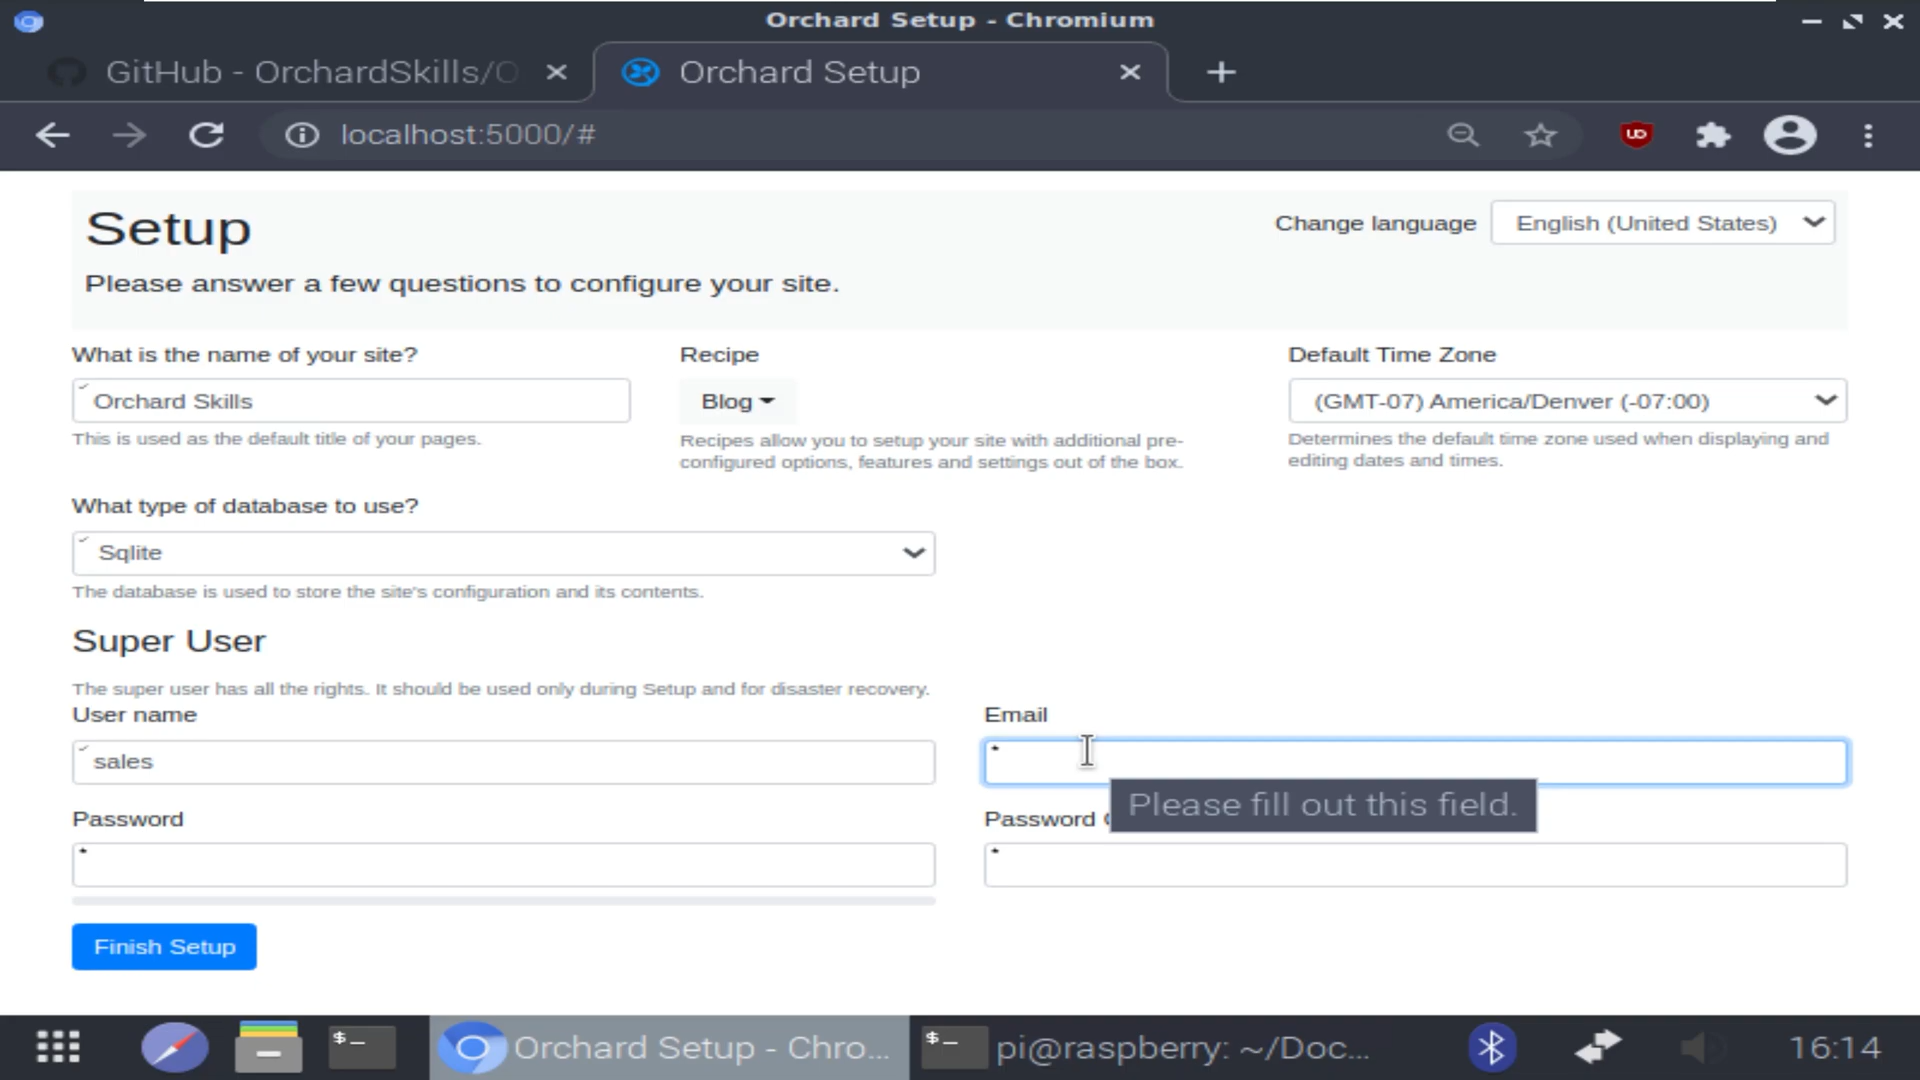 Orchard Setup - Chromium
GitHub - OrchardSkills/O
Orchard Setup
localhost:5000/#
Setup
Change language
English (United States)
Please answer a few questions to configure your site.
What is the name of your site?
Recipe
Default Time Zone
Orchard Skills
Blog
(GMT-07) America/Denver (-07:00)
This is used as the default title of your pages.
Recipes allow you to setup your site with additional pre-
configured options, features and settings out of the box.
Determines the default time zone used when displaying and
editing dates and times.
What type of database to use?
Sqlite
The database is used to store the site's configuration and its contents.
Super User
The super user has all the rights. It should be used only during Setup and for disaster recovery.
User name
Email
sales
Please fill out this field.
Password
Password
Finish Setup
$_
Orchard Setup - Chro...
$_
pi@raspberry: ~/Doc...
16:14